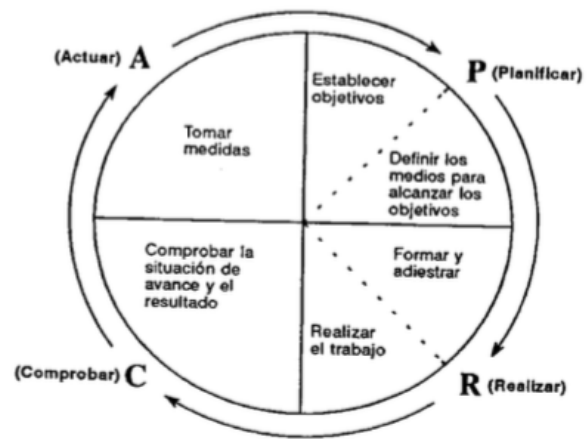 (Actuar) A
P (Planificar)
Establecer
objetivos
Tomar
medidas
Definir los
medios para
alcanzar los
objetivos
Comprobar la
situación de
avance y el
resultado
Formar y
adiestrar
Realizar
el trabajo
(Comprobar) C
R (Realizar)